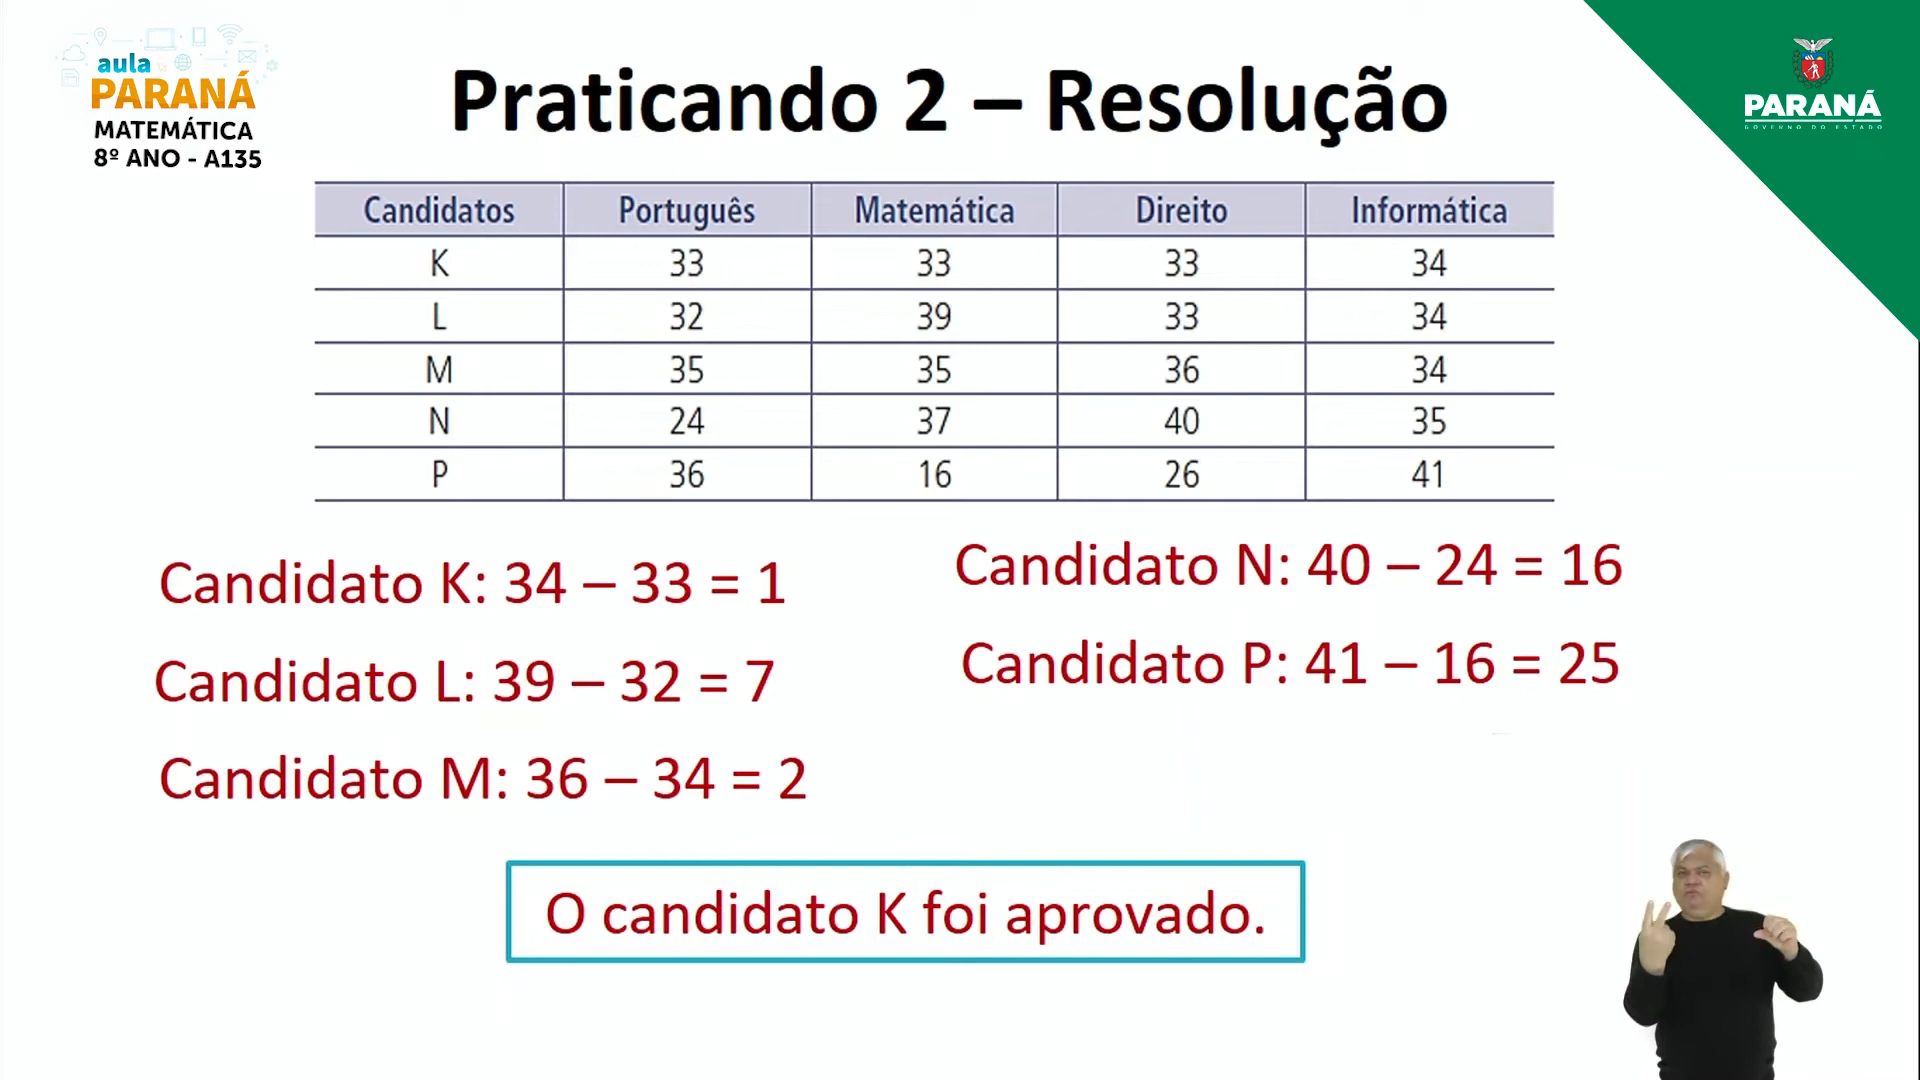 aula
PARANÁ
MATEMÁTICA
8º ANO - A135
Praticando 2 – Resolução
PARANÁ
GOVERNO DO ESTADO
Candidatos Português Matemática Direito Informática
K 33 33 33 34
L 32 39 33 34
M 35 35 36 34
N 24 37 40 35
P 36 16 26 41
Candidato K: 34 – 33 = 1
Candidato L: 39 – 32 = 7
Candidato M: 36 – 34 = 2
Candidato N: 40 – 24 = 16
Candidato P: 41 – 16 = 25
O candidato K foi aprovado.